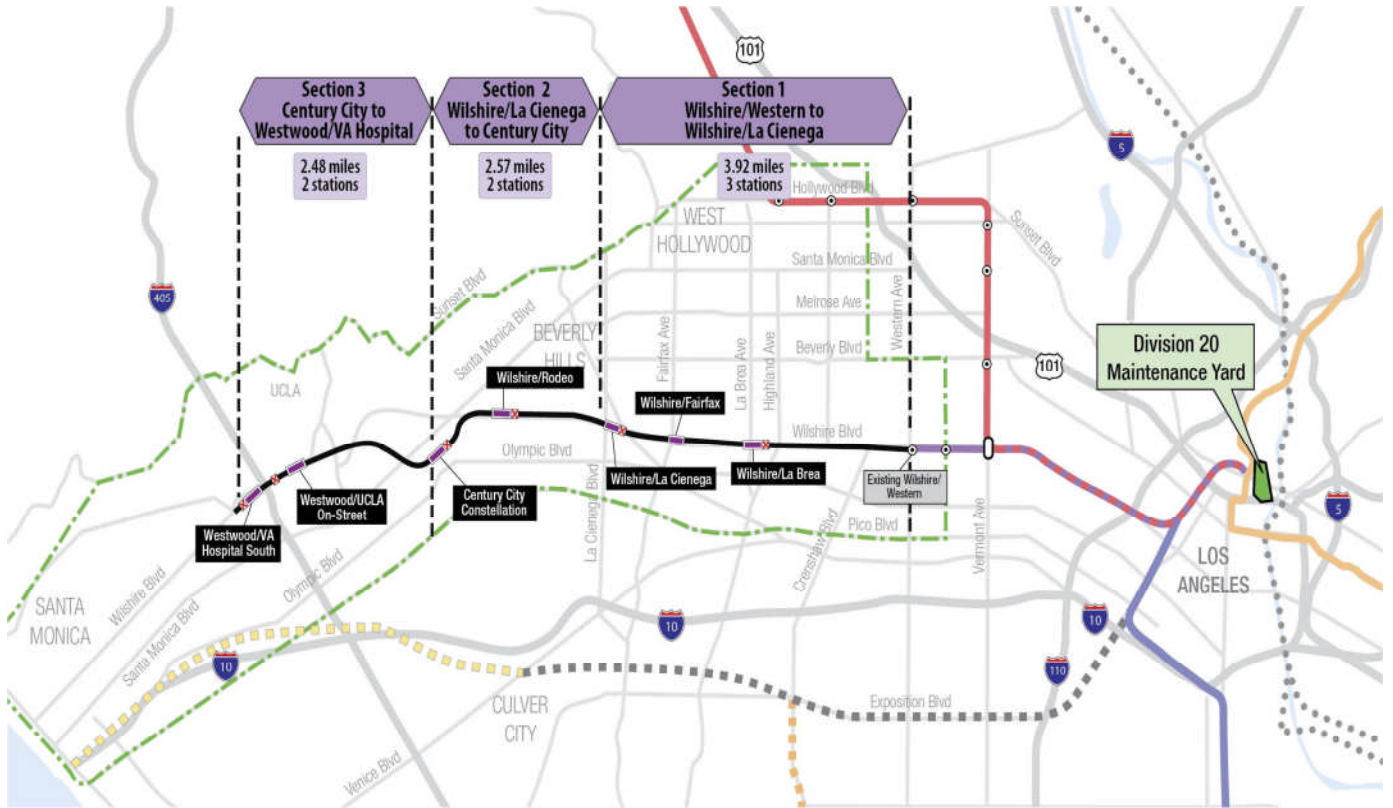 101
Section 3
Century City to
Westwood/VA Hospital
2.48 miles
2 stations
Section 2
Wilshire/La Cienega
to Century City
2.57 miles
2 stations
Section 1
Wilshire/Western to
Wilshire/La Cienega
3.92 miles
3 stations
5
Hollywood Blvd
WEST
HOLLYWOOD
Sunset Blvd
Santa Monica Blvd
405
Sunset Blvd
Melrose Ave
Western Ave
Santa Monica Blvd
BEVERLY
HILLS
Fairfax Ave
La Brea Ave
Highland Ave
Beverly Blvd
101
Division 20
Maintenance Yard
UCLA
Wilshire/Rodeo
Wilshire/Fairfax
Wilshire Blvd
Olympic Blvd
Wilshire/La Cienega
Wilshire/La Brea
Existing Wilshire/
Western
Westwood/UCLA
On-Street
Century City
Constellation
Westwood/VA
Hospital South
La Cienega Blvd
Crenshaw Blvd
Pico Blvd
Vermont Ave
5
LOS
ANGELES
SANTA
MONICA
Wilshire Blvd
Santa Monica Blvd
Olympic Blvd
10
10
10
110
CULVER
CITY
Exposition Blvd
Venice Blvd